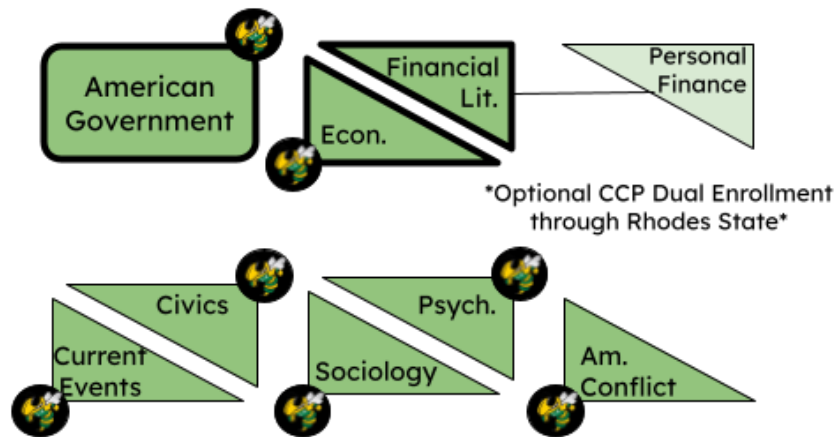 American
Government
Financial
Lit.
Econ.
Personal
Finance
*Optional CCP Dual Enrollment
through Rhodes State*
Civics
Current
Events
Psych.
Sociology
Am.
Conflict